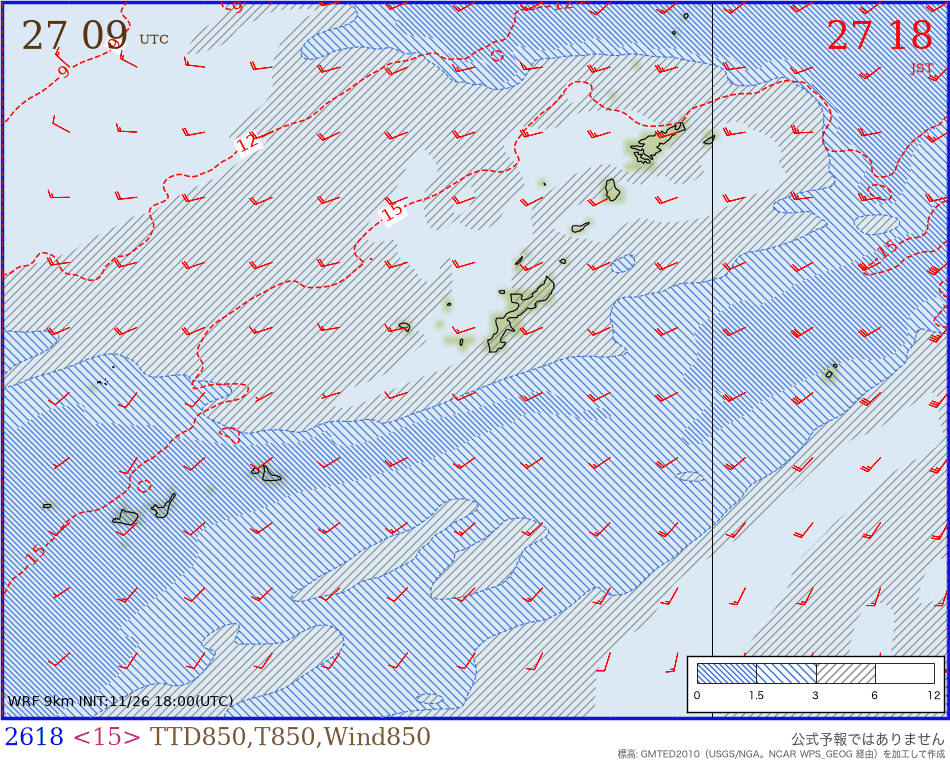 27 09 UTC
27 18
JST
9
9
-9
-12
12
15
-15
15
WRF 9km INIT:11/26 18:00(UTC)
0 1.5 3 6 12
2618 <15> TTD850,T850,Wind850
公式予報ではありません
標高: GMTED2010（USGS/NGA。NCAR WPS_GEOG 経由）を加工して作成